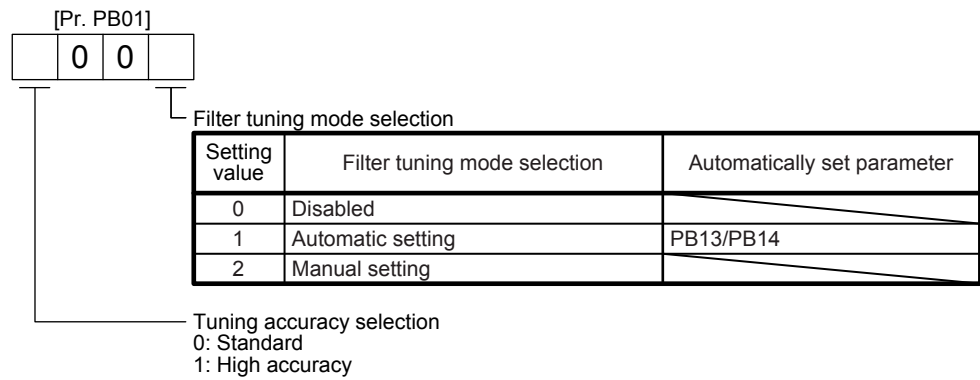 [Pr. PB01]
0 0
Filter tuning mode selection
Setting value Filter tuning mode selection Automatically set parameter
0 Disabled
1 Automatic setting PB13/PB14
2 Manual setting
Tuning accuracy selection
0: Standard
1: High accuracy